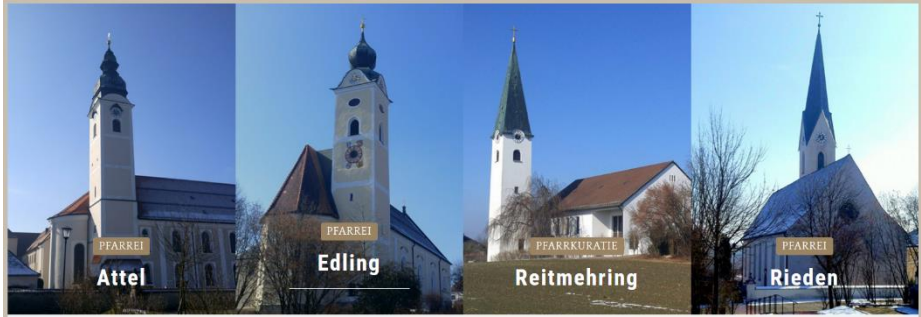 PFARREI
Attel
PFARREI
Edling
PFARRKURATIE
Reitmehring
PFARREI
Rieden